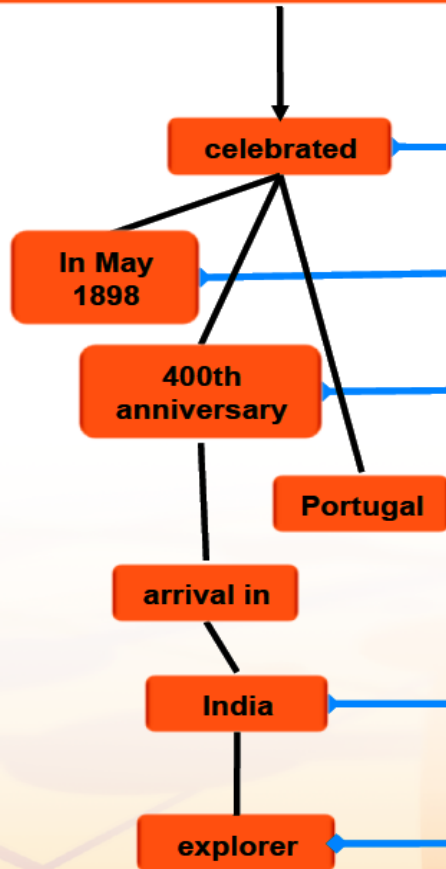 celebrated
In May
1898
400th
anniversary
Portugal
arrival in
India
explorer